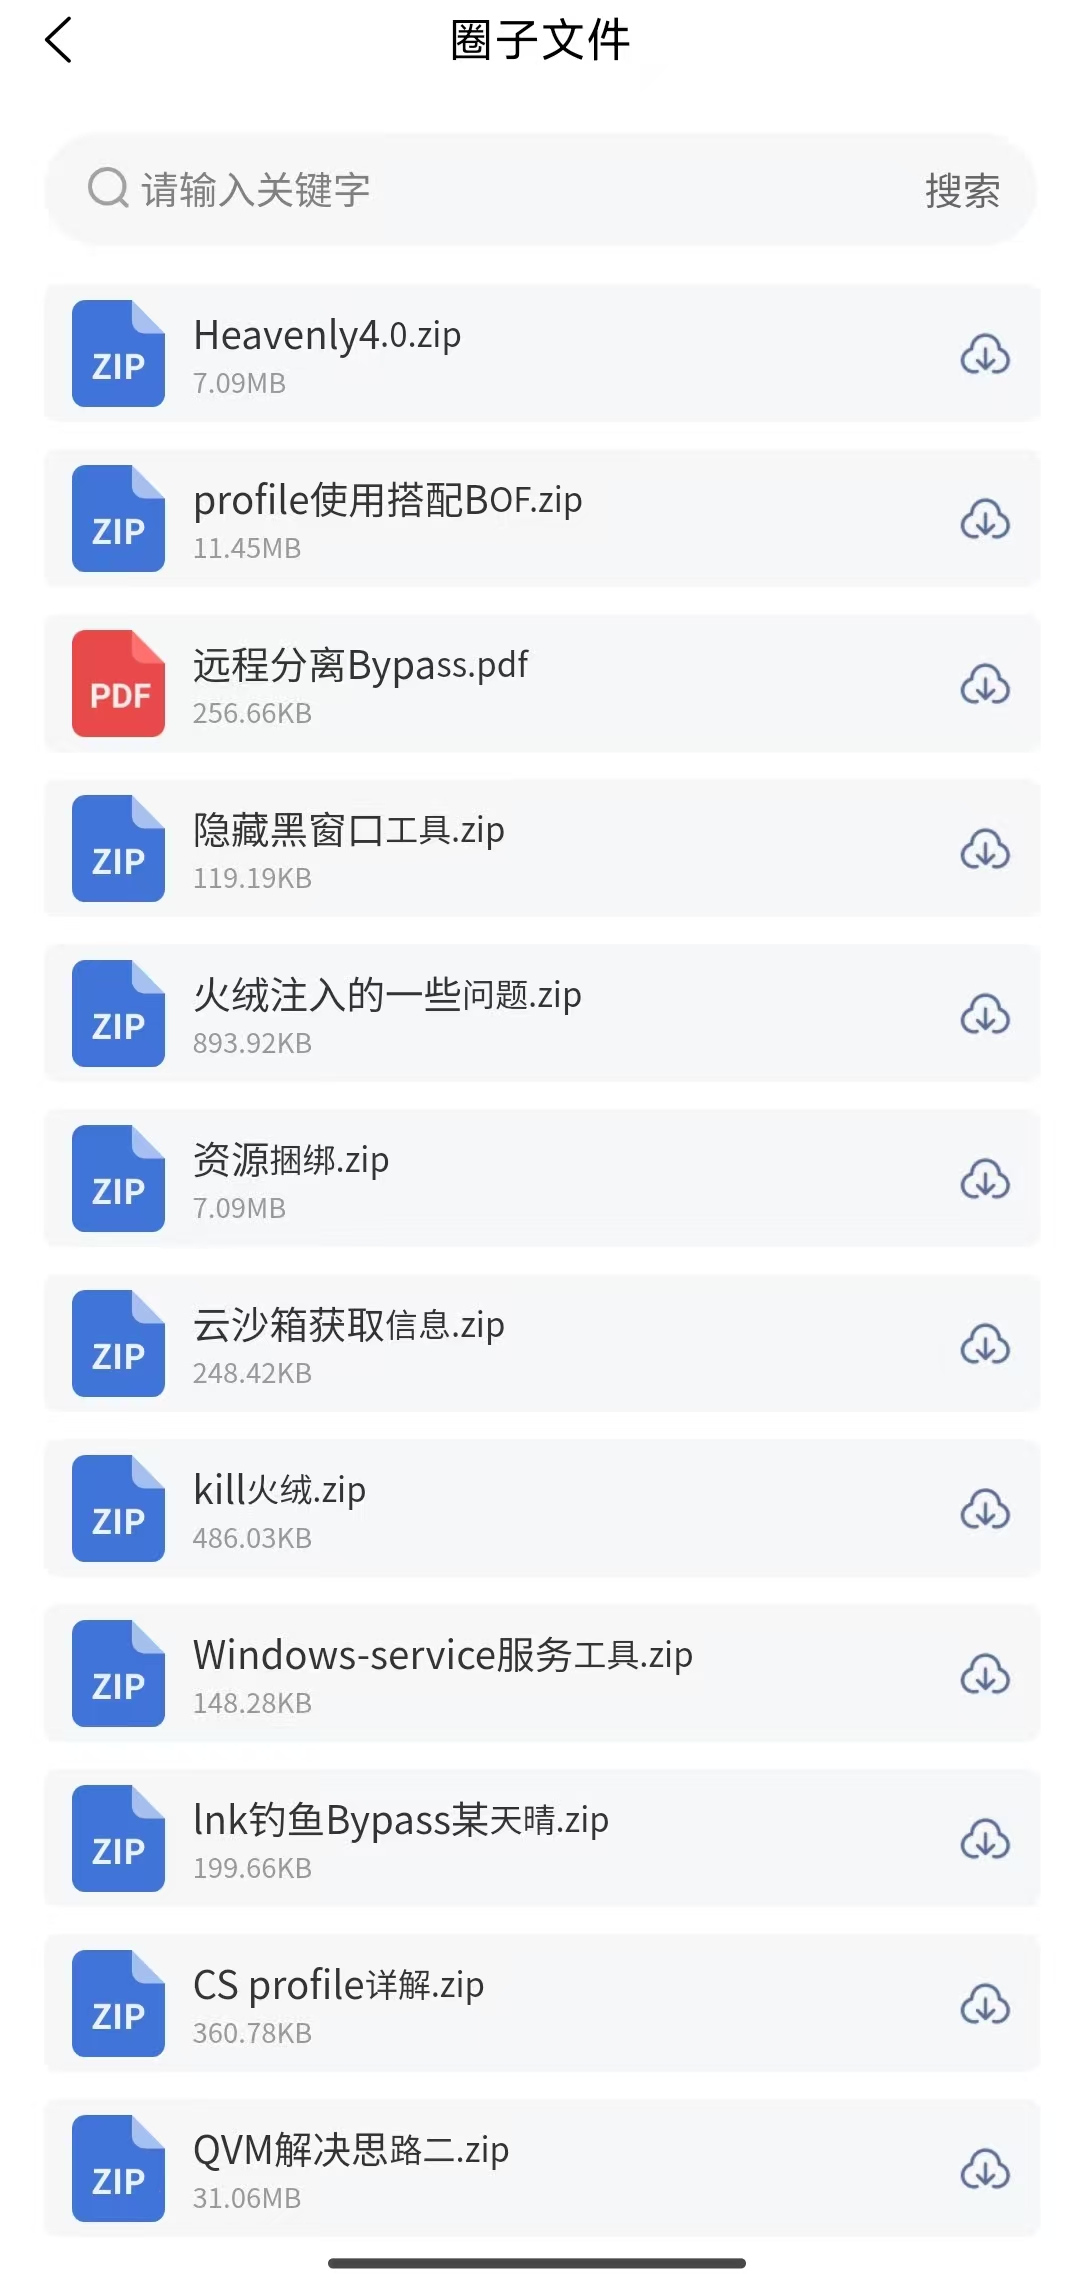 圈子文件
请输入关键字 搜索
Heavenly4.0.zip
ZIP
7.09MB
profile使用搭配BOF.zip
ZIP
11.45MB
远程分离Bypass.pdf
PDF
256.66KB
隐藏黑窗口工具.zip
ZIP
119.19KB
火绒注入的一些问题.zip
ZIP
893.92KB
资源捆绑.zip
ZIP
7.09MB
云沙箱获取信息.zip
ZIP
248.42KB
kill火绒.zip
ZIP
486.03KB
Windows-service服务工具.zip
ZIP
148.28KB
lnk钓鱼Bypass某天晴.zip
ZIP
199.66KB
CS profile详解.zip
ZIP
360.78KB
QVM解决思路二.zip
ZIP
31.06MB